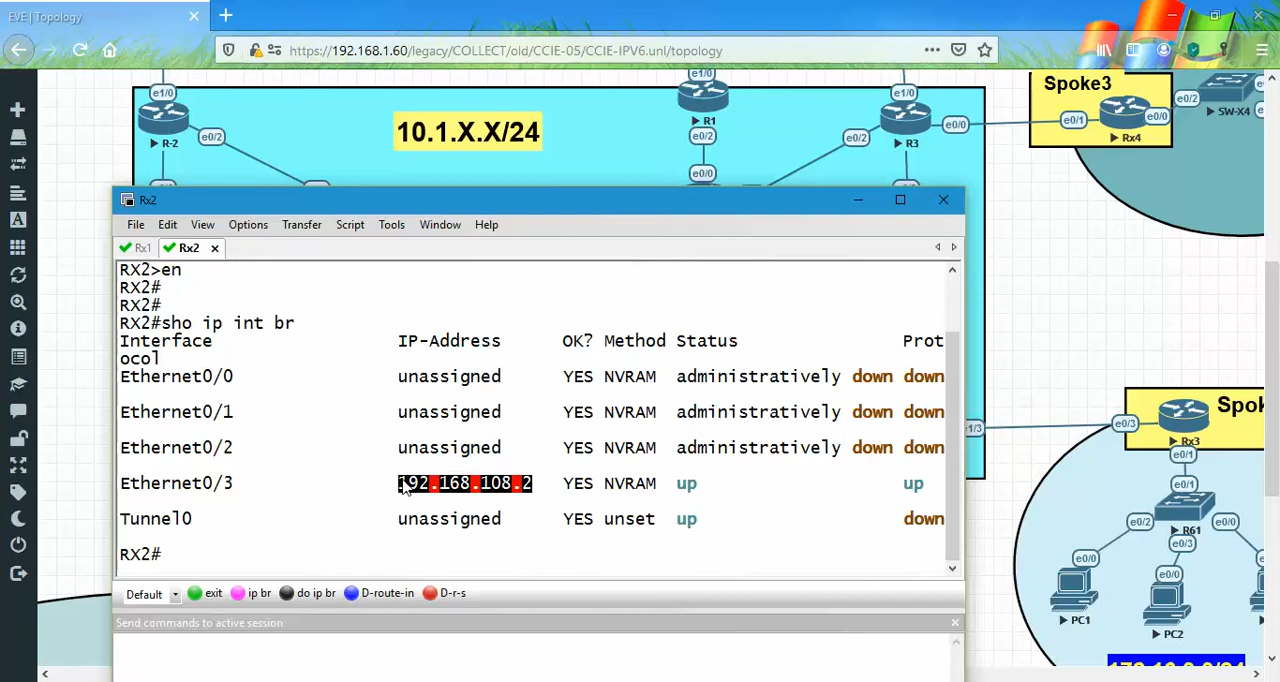 EVE | Topology
https://192.168.1.60/legacy/COLLECT/old/CCIE-05/CCIE-IPV6.unl/topology
e1/0
e1/0
e1/0
Spoke3
e0/2
SW-X4
R-2
e0/2
10.1.X.X/24
R1
e0/2
e0/2
R3
e0/0
e0/1
Rx4
e0/0
e0/0
Rx2
File Edit View Options Transfer Script Tools Window Help
Rx1 Rx2
RX2>en
RX2#
RX2#
RX2#sho ip int br
Interface IP-Address OK? Method Status Prot
ocol
Ethernet0/0 unassigned YES NVRAM administratively down down
Ethernet0/1 unassigned YES NVRAM administratively down down
Ethernet0/2 unassigned YES NVRAM administratively down down
Ethernet0/3 192.168.108.2 YES NVRAM up up
Tunnel0 unassigned YES unset up down
RX2#
Default exit ip br do ip br D-route-in D-r-s
Send commands to active session
e0/3
Rx3
e0/1
e0/1
e0/2
R61
e0/0
e0/3
e0/0
e0/0
PC1
PC2